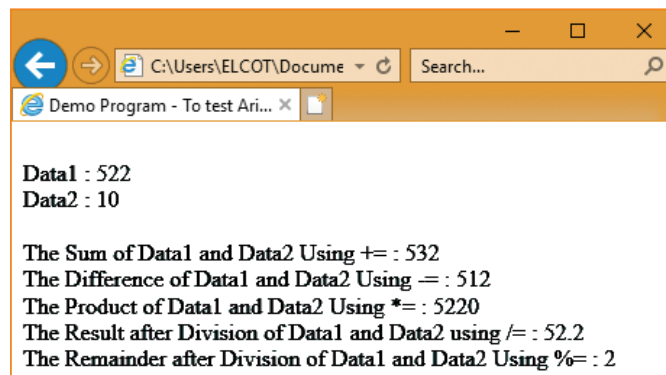 C:\Users\ELCOT\Docume
Search...
Demo Program - To test Ari...
Data1 : 522
Data2 : 10
The Sum of Data1 and Data2 Using += : 532
The Difference of Data1 and Data2 Using -= : 512
The Product of Data1 and Data2 Using *= : 5220
The Result after Division of Data1 and Data2 using /= : 52.2
The Remainder after Division of Data1 and Data2 Using %= : 2